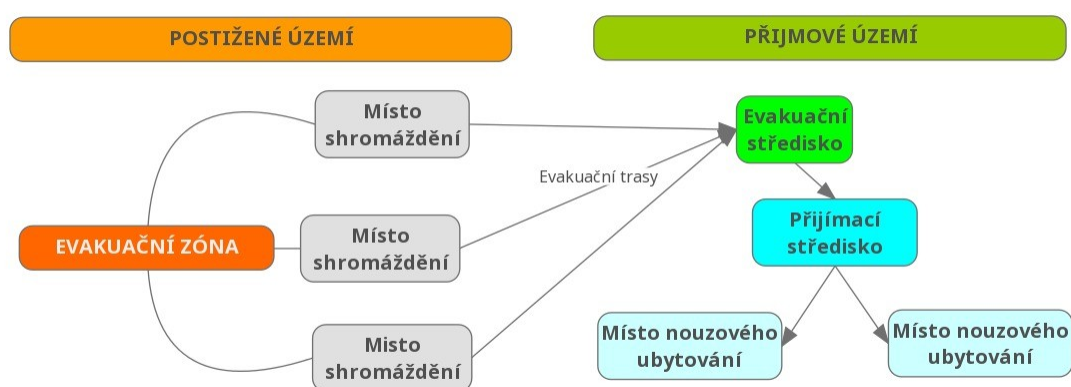 POSTIŽENÉ ÚZEMÍ
PŘIJMOVÉ ÚZEMÍ
Místo
shromáždění
Evakuační
středisko
Evakuační trasy
EVAKUAČNÍ ZÓNA
Místo
shromáždění
Přijímací
středisko
Misto
shromáždění
Místo nouzového
ubytování
Místo nouzového
ubytování